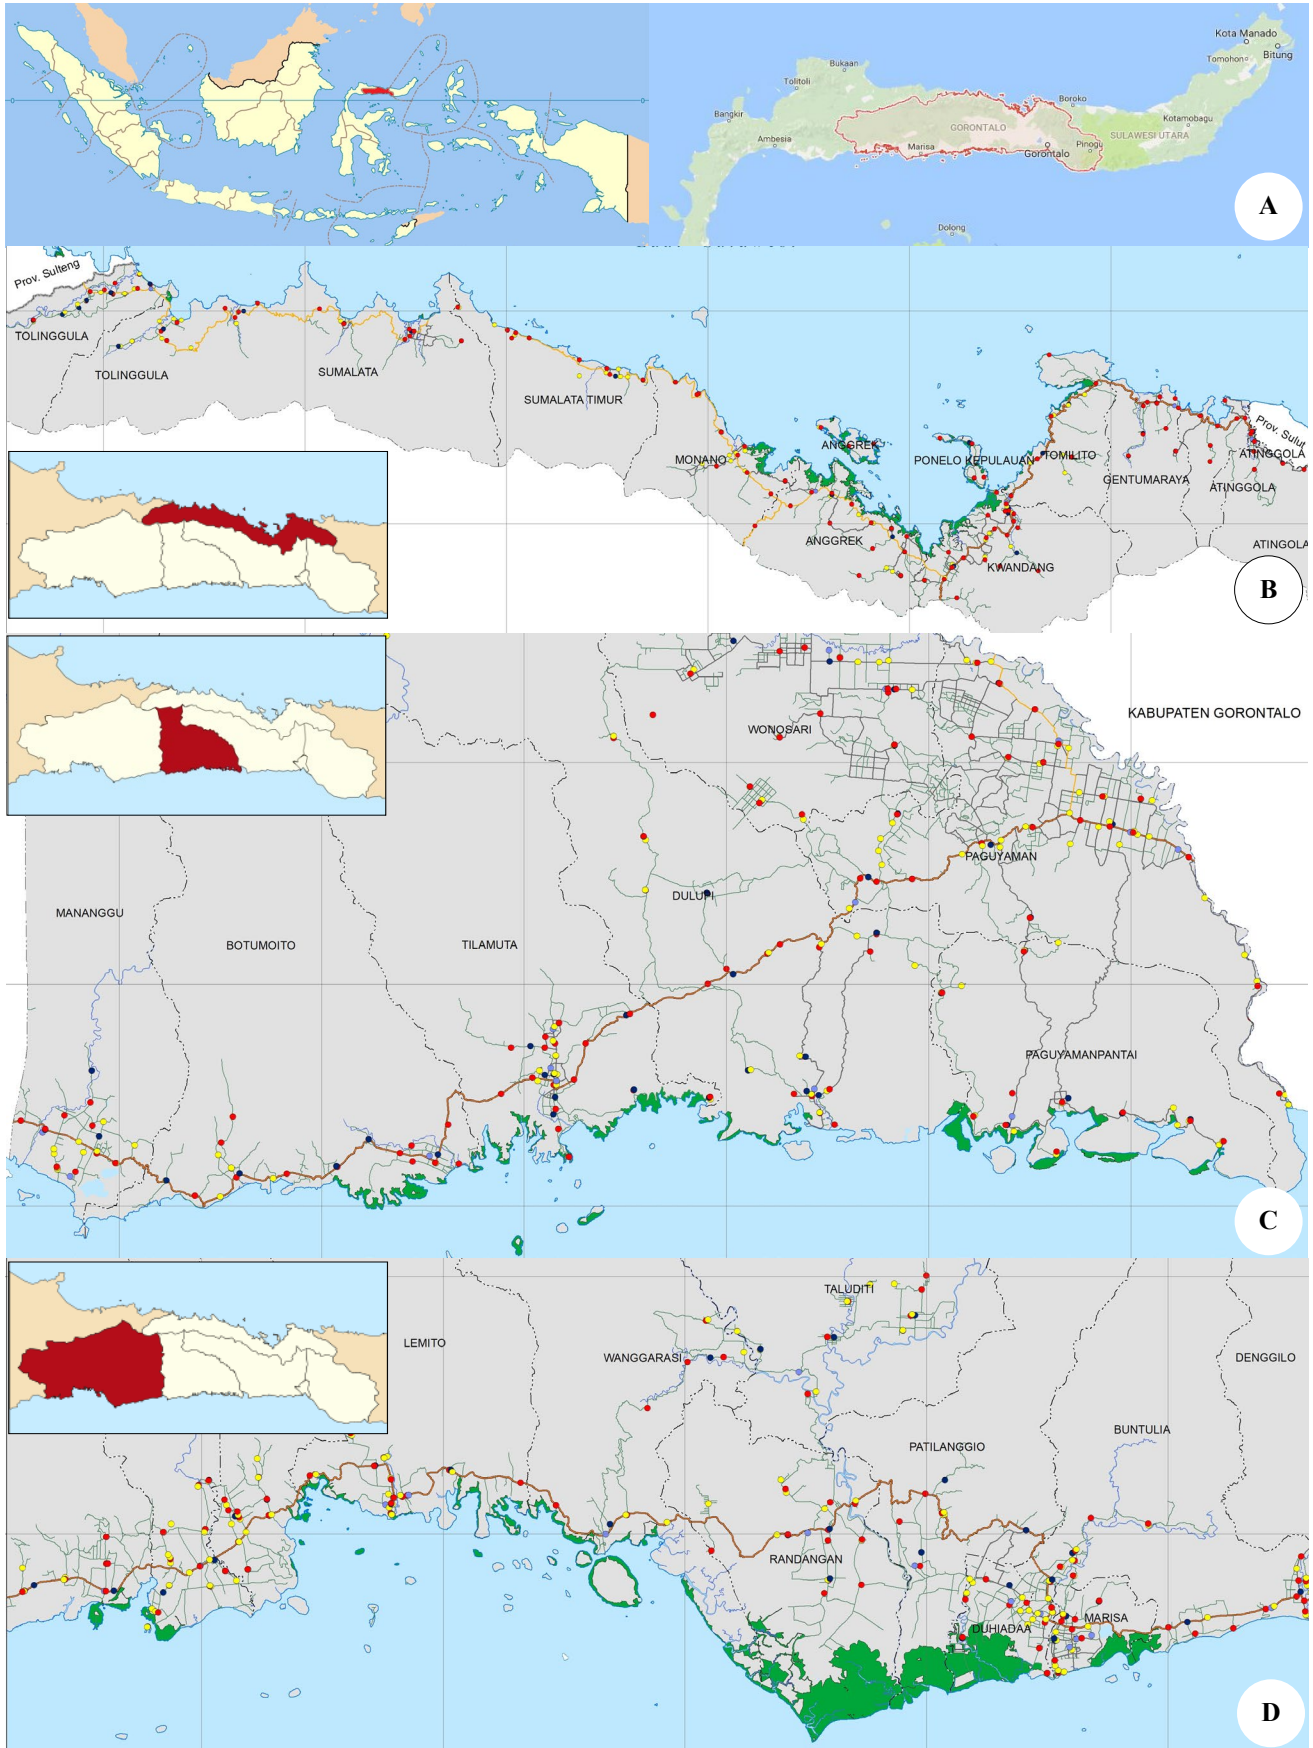 Kota Manado
Bitung
Tomohon
Bukaan
Tolitoli
Boroko
Bangkir
Kotamobagu
GORONTALO
SULAWESI UTARA
Ambesia
Marisa
Gorontalo
Pinogu
Dolong
A
Prov. Sulteng
TOLINGGULA
TOLINGGULA
SUMALATA
SUMALATA TIMUR
MONANO
ANGGREK
PONELO KEPULAUAN
TOMILITO
GENTUMARAYA
Prov. Sulut
ATINGGOLA
ATINGGOLA
ANGGREK
KWANDANG
ATINGOLA
B
KABUPATEN GORONTALO
WONOSARI
PAGUYAMAN
DULUPI
MANANGGU
BOTUMOITO
TILAMUTA
PAGUYAMANPANTAI
C
TALUDITI
LEMITO
WANGGARASI
DENGGILO
BUNTULIA
PATILANGGIO
RANDANGAN
MARISA
DUHIADAA
D